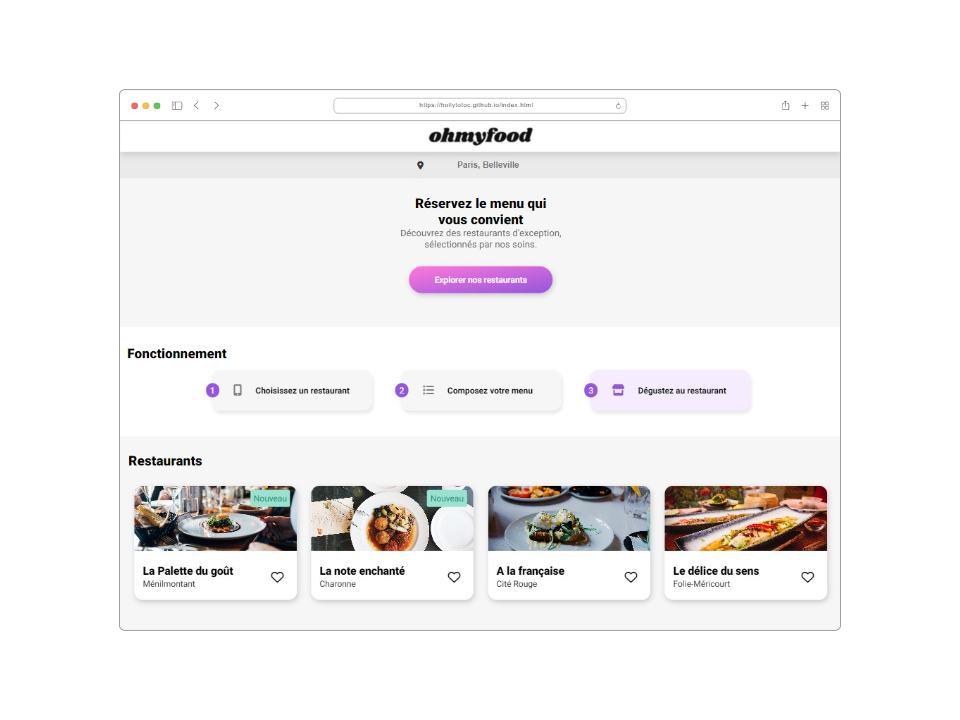 https://hollytotoc.github.io/index.html
ohmyfood
Paris, Belleville
Réservez le menu qui
vous convient
Découvrez des restaurants d'exception,
sélectionnés par nos soins.
Explorer nos restaurants
Fonctionnement
1 Choisissez un restaurant
2 Composez votre menu
3 Dégustez au restaurant
Restaurants
Nouveau
Nouveau
La Palette du goût
Ménilmontant
La note enchanté
Charonne
A la française
Cité Rouge
Le délice du sens
Folie-Méricourt